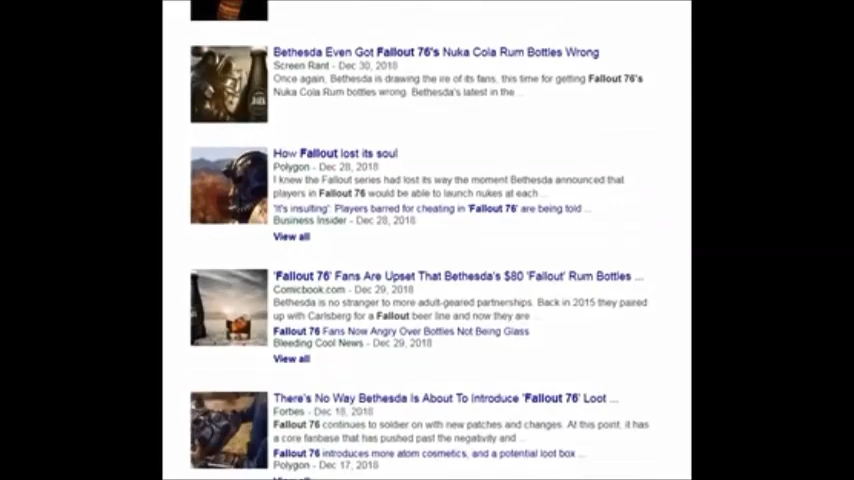 Bethesda Even Got Fallout 76's Nuka Cola Rum Bottles Wrong
Screen Rant - Dec 30, 2018
Once again, Bethesda is drawing the ire of its fans, this time for getting Fallout 76's
Nuka Cola Rum bottles wrong. Bethesda's latest in the ...
How Fallout lost its soul
Polygon - Dec 28, 2018
I knew the Fallout series had lost its way the moment Bethesda announced that
players in Fallout 76 would be able to launch nukes at each ...
'It's insulting': Players barred for cheating in 'Fallout 76' are being told ...
Business Insider - Dec 28, 2018
View all
'Fallout 76' Fans Are Upset That Bethesda's $80 'Fallout' Rum Bottles ...
Comicbook.com - Dec 29, 2018
Bethesda is no stranger to more adult-geared partnerships. Back in 2015 they paired
up with Carlsberg for a Fallout beer line and now they are ...
Fallout 76 Fans Now Angry Over Bottles Not Being Glass
Bleeding Cool News - Dec 29, 2018
View all
There's No Way Bethesda Is About To Introduce 'Fallout 76' Loot ...
Forbes - Dec 18, 2018
Fallout 76 continues to soldier on with new patches and changes. At this point, it has
a core fanbase that has pushed past the negativity and ...
Fallout 76 introduces more atom cosmetics, and a potential loot box ...
Polygon - Dec 17, 2018